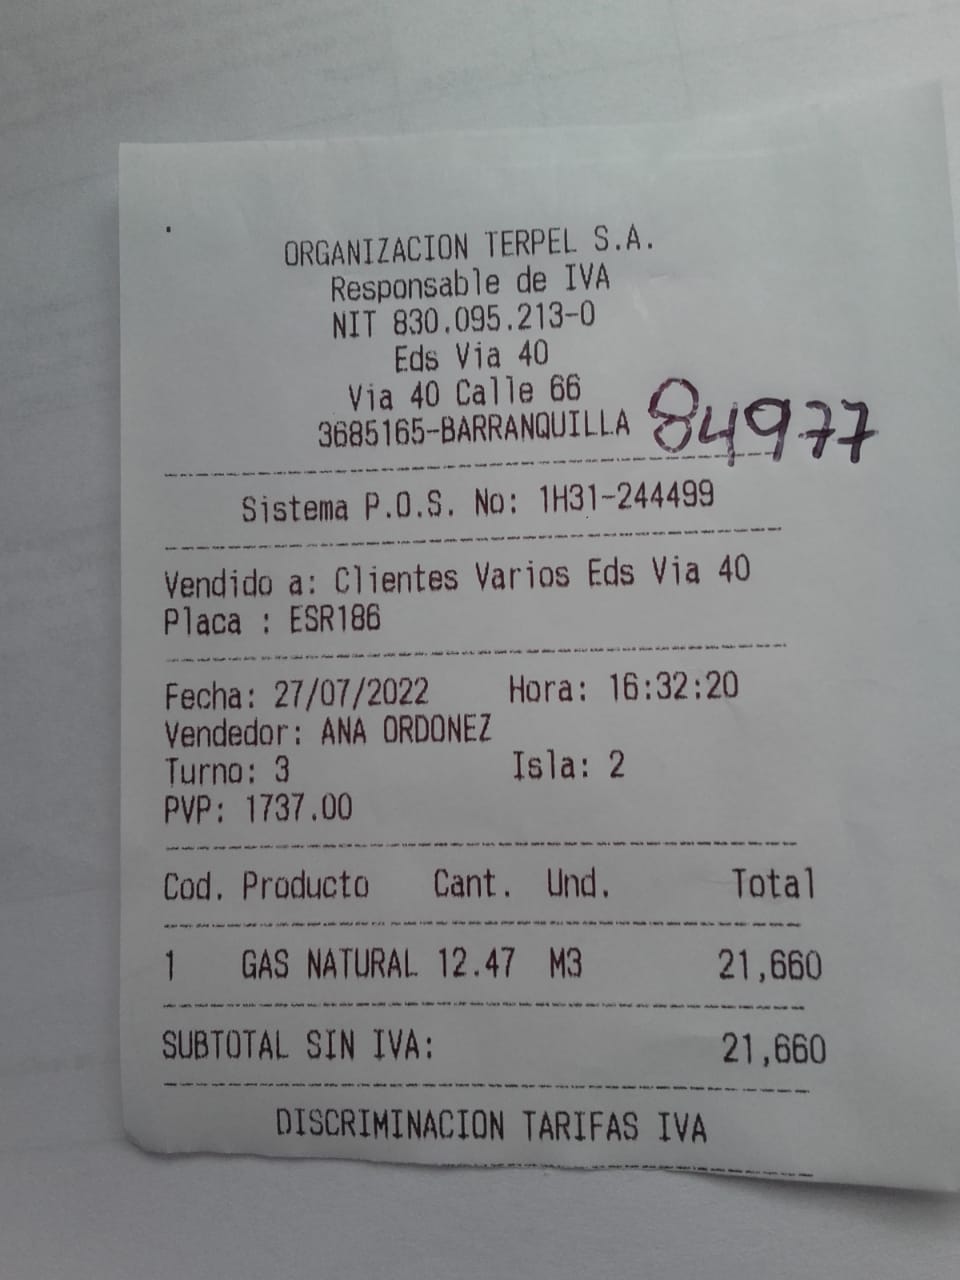 ORGANIZACION TERPEL S.A.
Responsable de IVA
NIT 830.095.213-0
Eds Via 40
Via 40 Calle 66
3685165-BARRANQUILLA 84977
Sistema P.O.S. No: 1H31-244499
Vendido a: Clientes Varios Eds Via 40
Placa : ESR186
Fecha: 27/07/2022 Hora: 16:32:20
Vendedor: ANA ORDONEZ
Turno: 3 Isla: 2
PVP: 1737.00
Cod. Producto Cant. Und. Total
1 GAS NATURAL 12.47 M3 21,660
SUBTOTAL SIN IVA: 21,660
DISCRIMINACION TARIFAS IVA